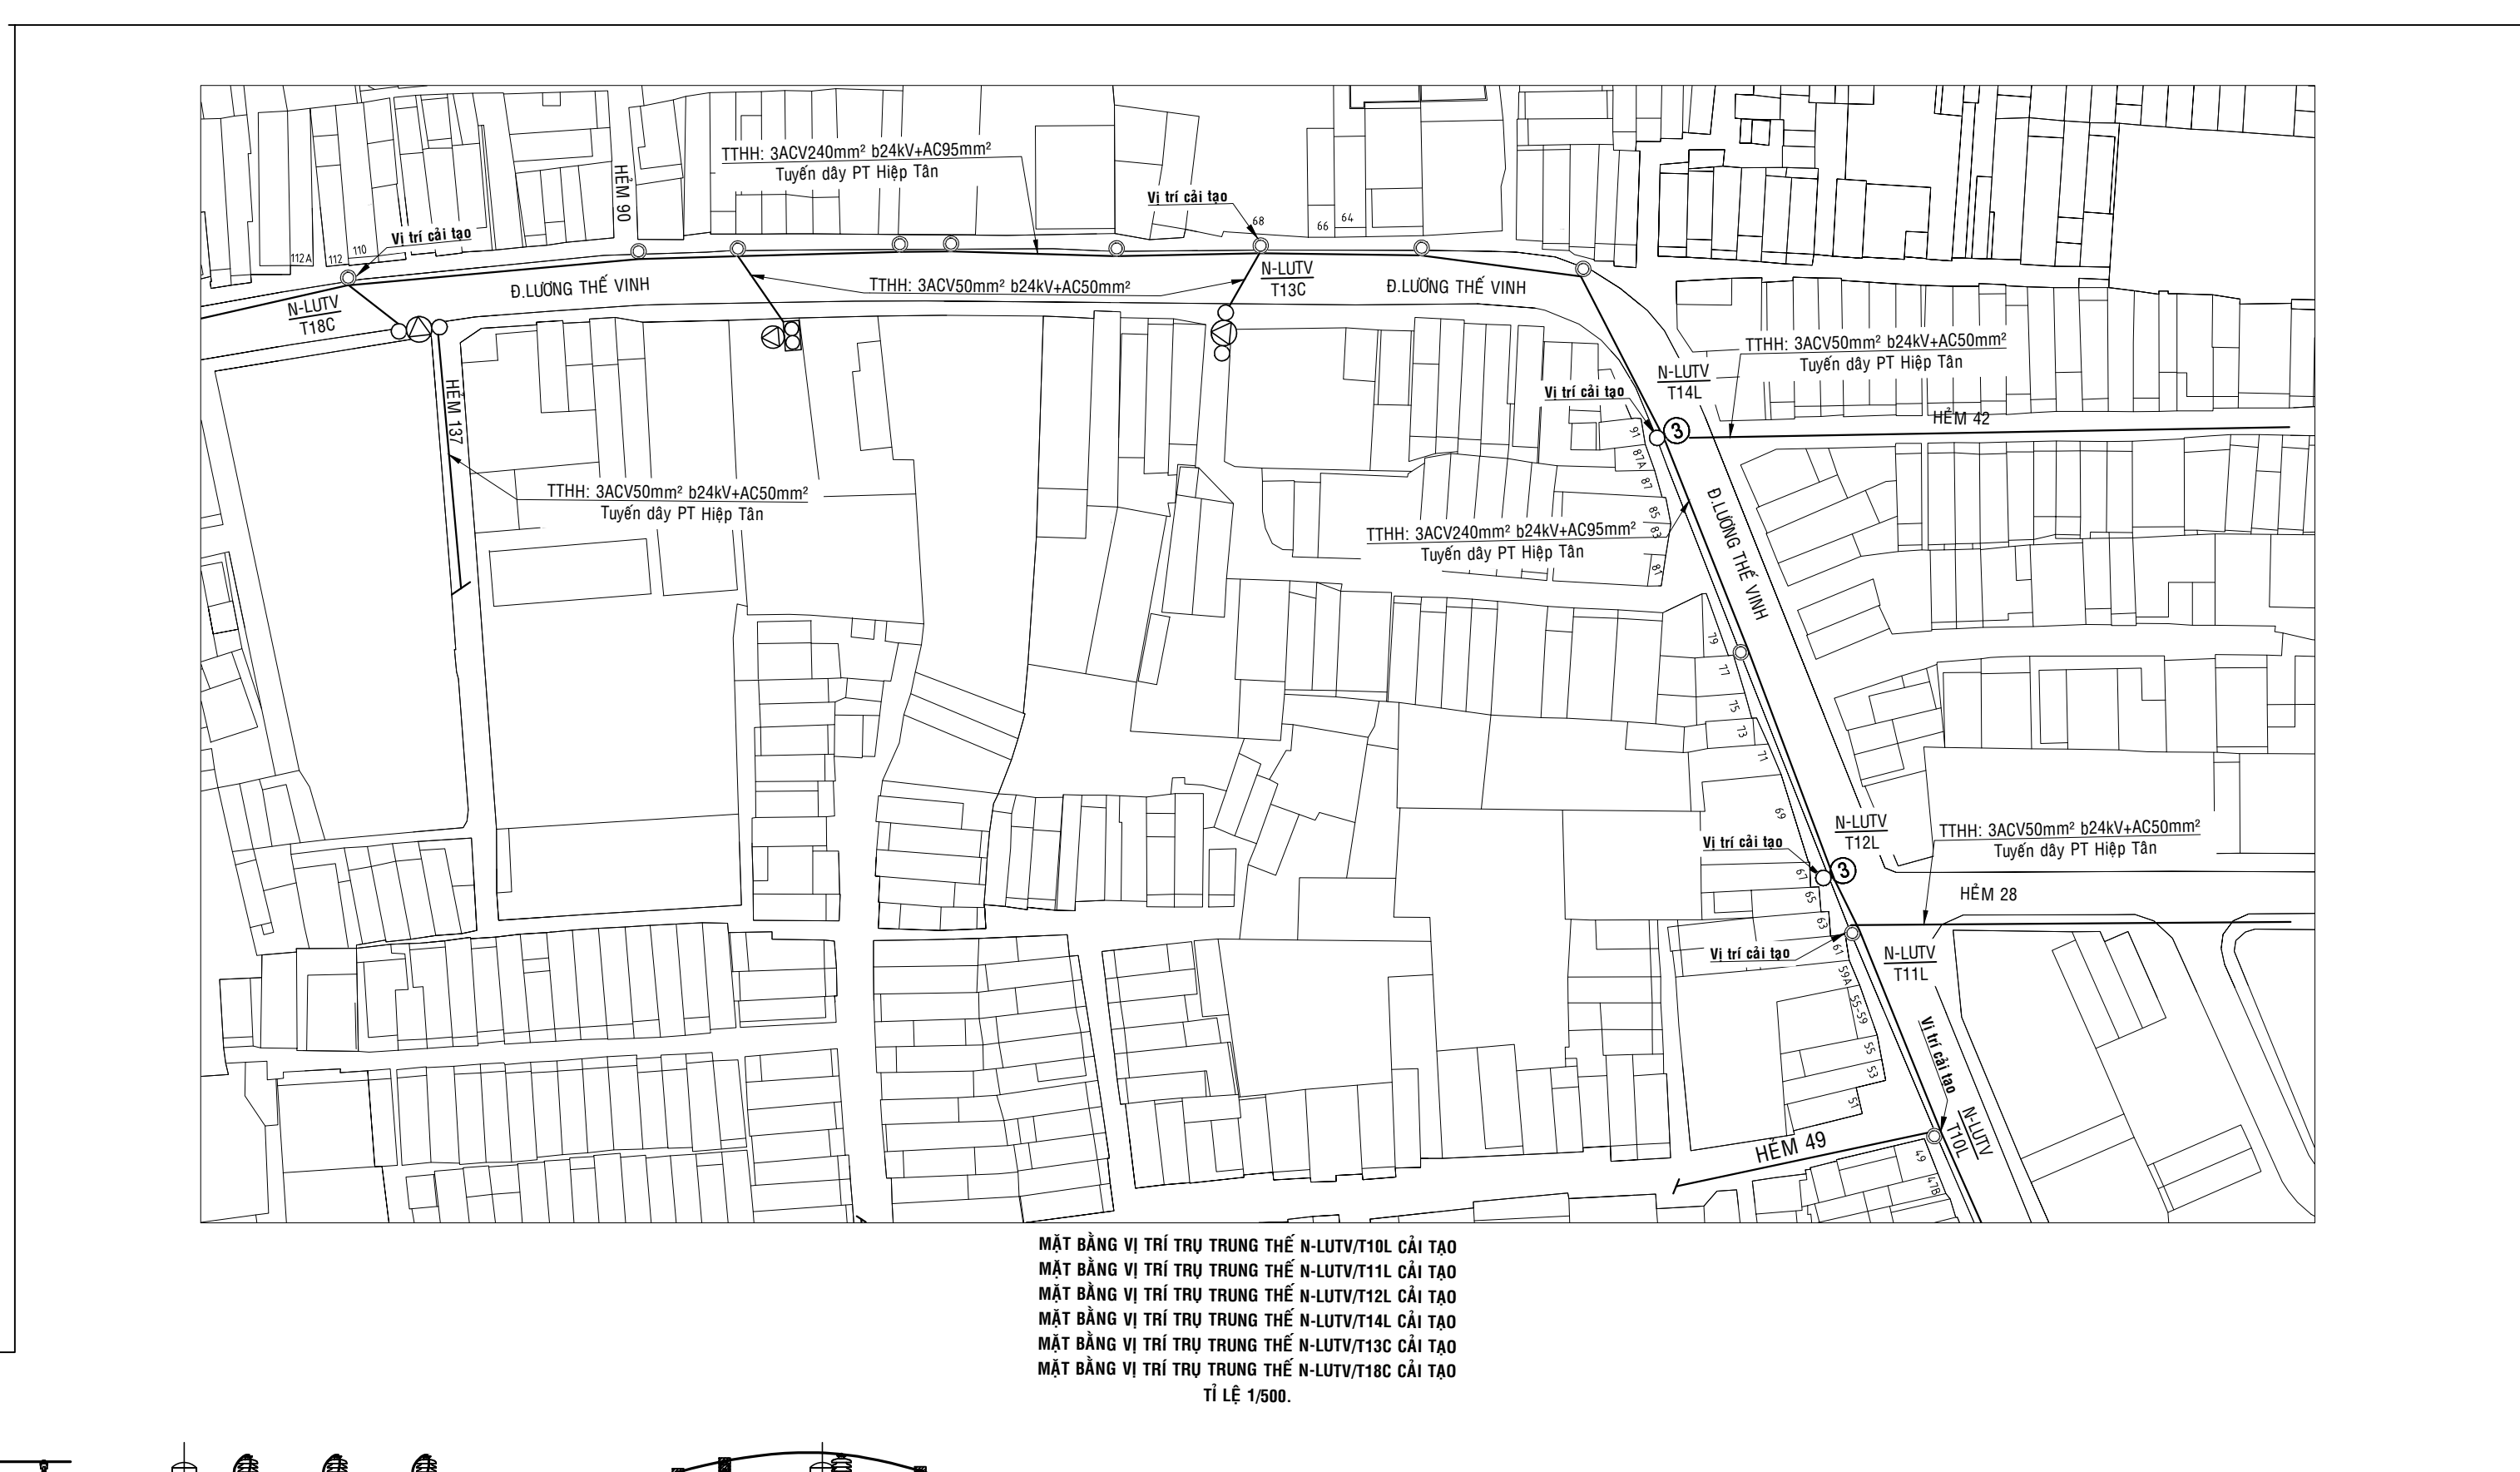 TTHH: 3ACV240mm² b24kV+AC95mm²
Tuyến dây PT Hiệp Tân
HẺM 90
Vị trí cải tạo
68
66
64
Vị trí cải tạo
112A
112
110
N-LUTV
T18C
Đ.LƯƠNG THẾ VINH
TTHH: 3ACV50mm² b24kV+AC50mm²
N-LUTV
T13C
Đ.LƯƠNG THẾ VINH
TTHH: 3ACV50mm² b24kV+AC50mm²
Tuyến dây PT Hiệp Tân
N-LUTV
T14L
Vị trí cải tạo
3
HẺM 42
HẺM 137
TTHH: 3ACV50mm² b24kV+AC50mm²
Tuyến dây PT Hiệp Tân
91
87A
87
85
83
81
TTHH: 3ACV240mm² b24kV+AC95mm²
Tuyến dây PT Hiệp Tân
Đ.LƯƠNG THẾ VINH
79
77
75
73
71
69
N-LUTV
T12L
TTHH: 3ACV50mm² b24kV+AC50mm²
Tuyến dây PT Hiệp Tân
Vị trí cải tạo
3
67
65
63
61
HẺM 28
Vị trí cải tạo
N-LUTV
T11L
59A
55-59
55
53
51
Vị trí cải tạo
N-LUTV
T10L
HẺM 49
49
47B
MẶT BẰNG VỊ TRÍ TRỤ TRUNG THẾ N-LUTV/T10L CẢI TẠO
MẶT BẰNG VỊ TRÍ TRỤ TRUNG THẾ N-LUTV/T11L CẢI TẠO
MẶT BẰNG VỊ TRÍ TRỤ TRUNG THẾ N-LUTV/T12L CẢI TẠO
MẶT BẰNG VỊ TRÍ TRỤ TRUNG THẾ N-LUTV/T14L CẢI TẠO
MẶT BẰNG VỊ TRÍ TRỤ TRUNG THẾ N-LUTV/T13C CẢI TẠO
MẶT BẰNG VỊ TRÍ TRỤ TRUNG THẾ N-LUTV/T18C CẢI TẠO
TỈ LỆ 1/500.